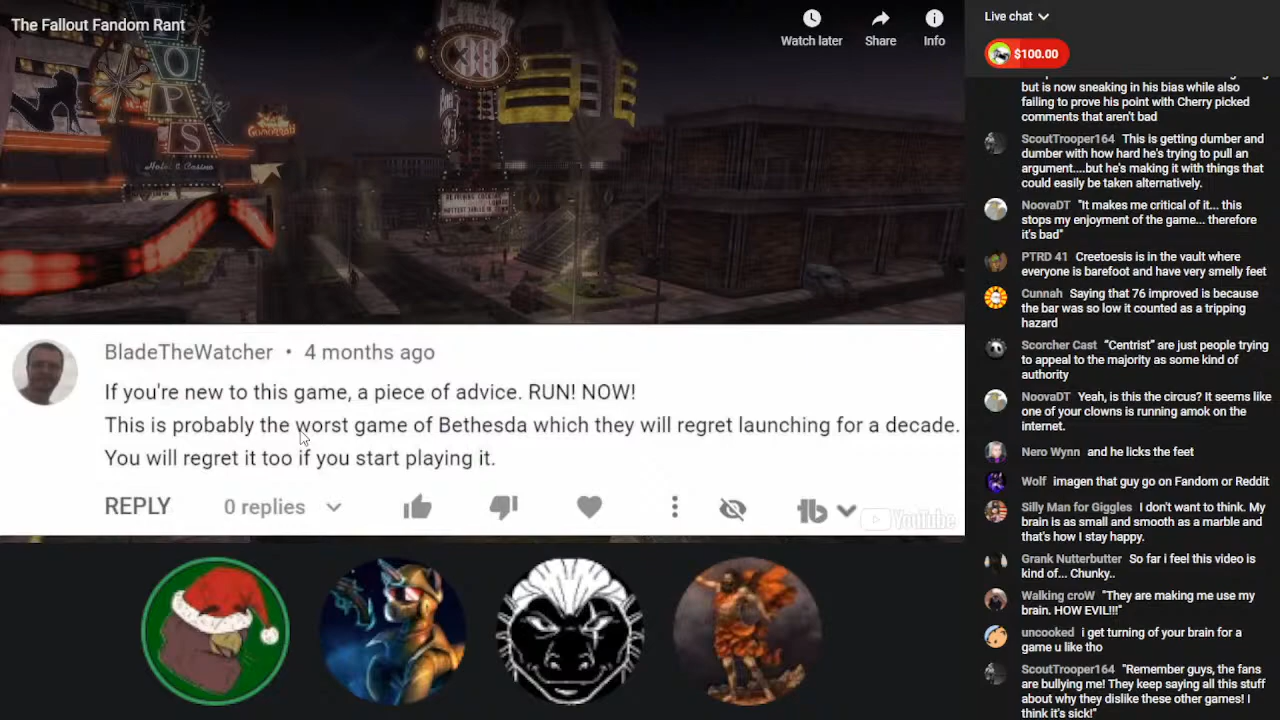 The Fallout Fandom Rant
Watch later
Share
Info
TOPS
Hotel & Casino
Gomorrah
38
BladeTheWatcher • 4 months ago
If you're new to this game, a piece of advice. RUN! NOW!
This is probably the worst game of Bethesda which they will regret launching for a decade.
You will regret it too if you start playing it.
REPLY
0 replies
YouTube
Live chat
$100.00
but is now sneaking in his bias while also
failing to prove his point with Cherry picked
comments that aren't bad
ScoutTrooper164 This is getting dumber and
dumber with how hard he's trying to pull an
argument....but he's making it with things that
could easily be taken alternatively.
NoovaDT "It makes me critical of it... this
stops my enjoyment of the game... therefore
it's bad"
PTRD 41 Creetoesis is in the vault where
everyone is barefoot and have very smelly feet
Cunnah Saying that 76 improved is because
the bar was so low it counted as a tripping
hazard
Scorcher Cast “Centrist” are just people trying
to appeal to the majority as some kind of
authority
NoovaDT Yeah, is this the circus? It seems like
one of your clowns is running amok on the
internet.
Nero Wynn and he licks the feet
Wolf imagen that guy go on Fandom or Reddit
Silly Man for Giggles I don't want to think. My
brain is as small and smooth as a marble and
that's how I stay happy.
Grank Nutterbutter So far i feel this video is
kind of... Chunky..
Walking croW "They are making me use my
brain. HOW EVIL!!!"
uncooked i get turning of your brain for a
game u like tho
ScoutTrooper164 "Remember guys, the fans
are bullying me! They keep saying all this stuff
about why they dislike these other games! I
think it's sick!"